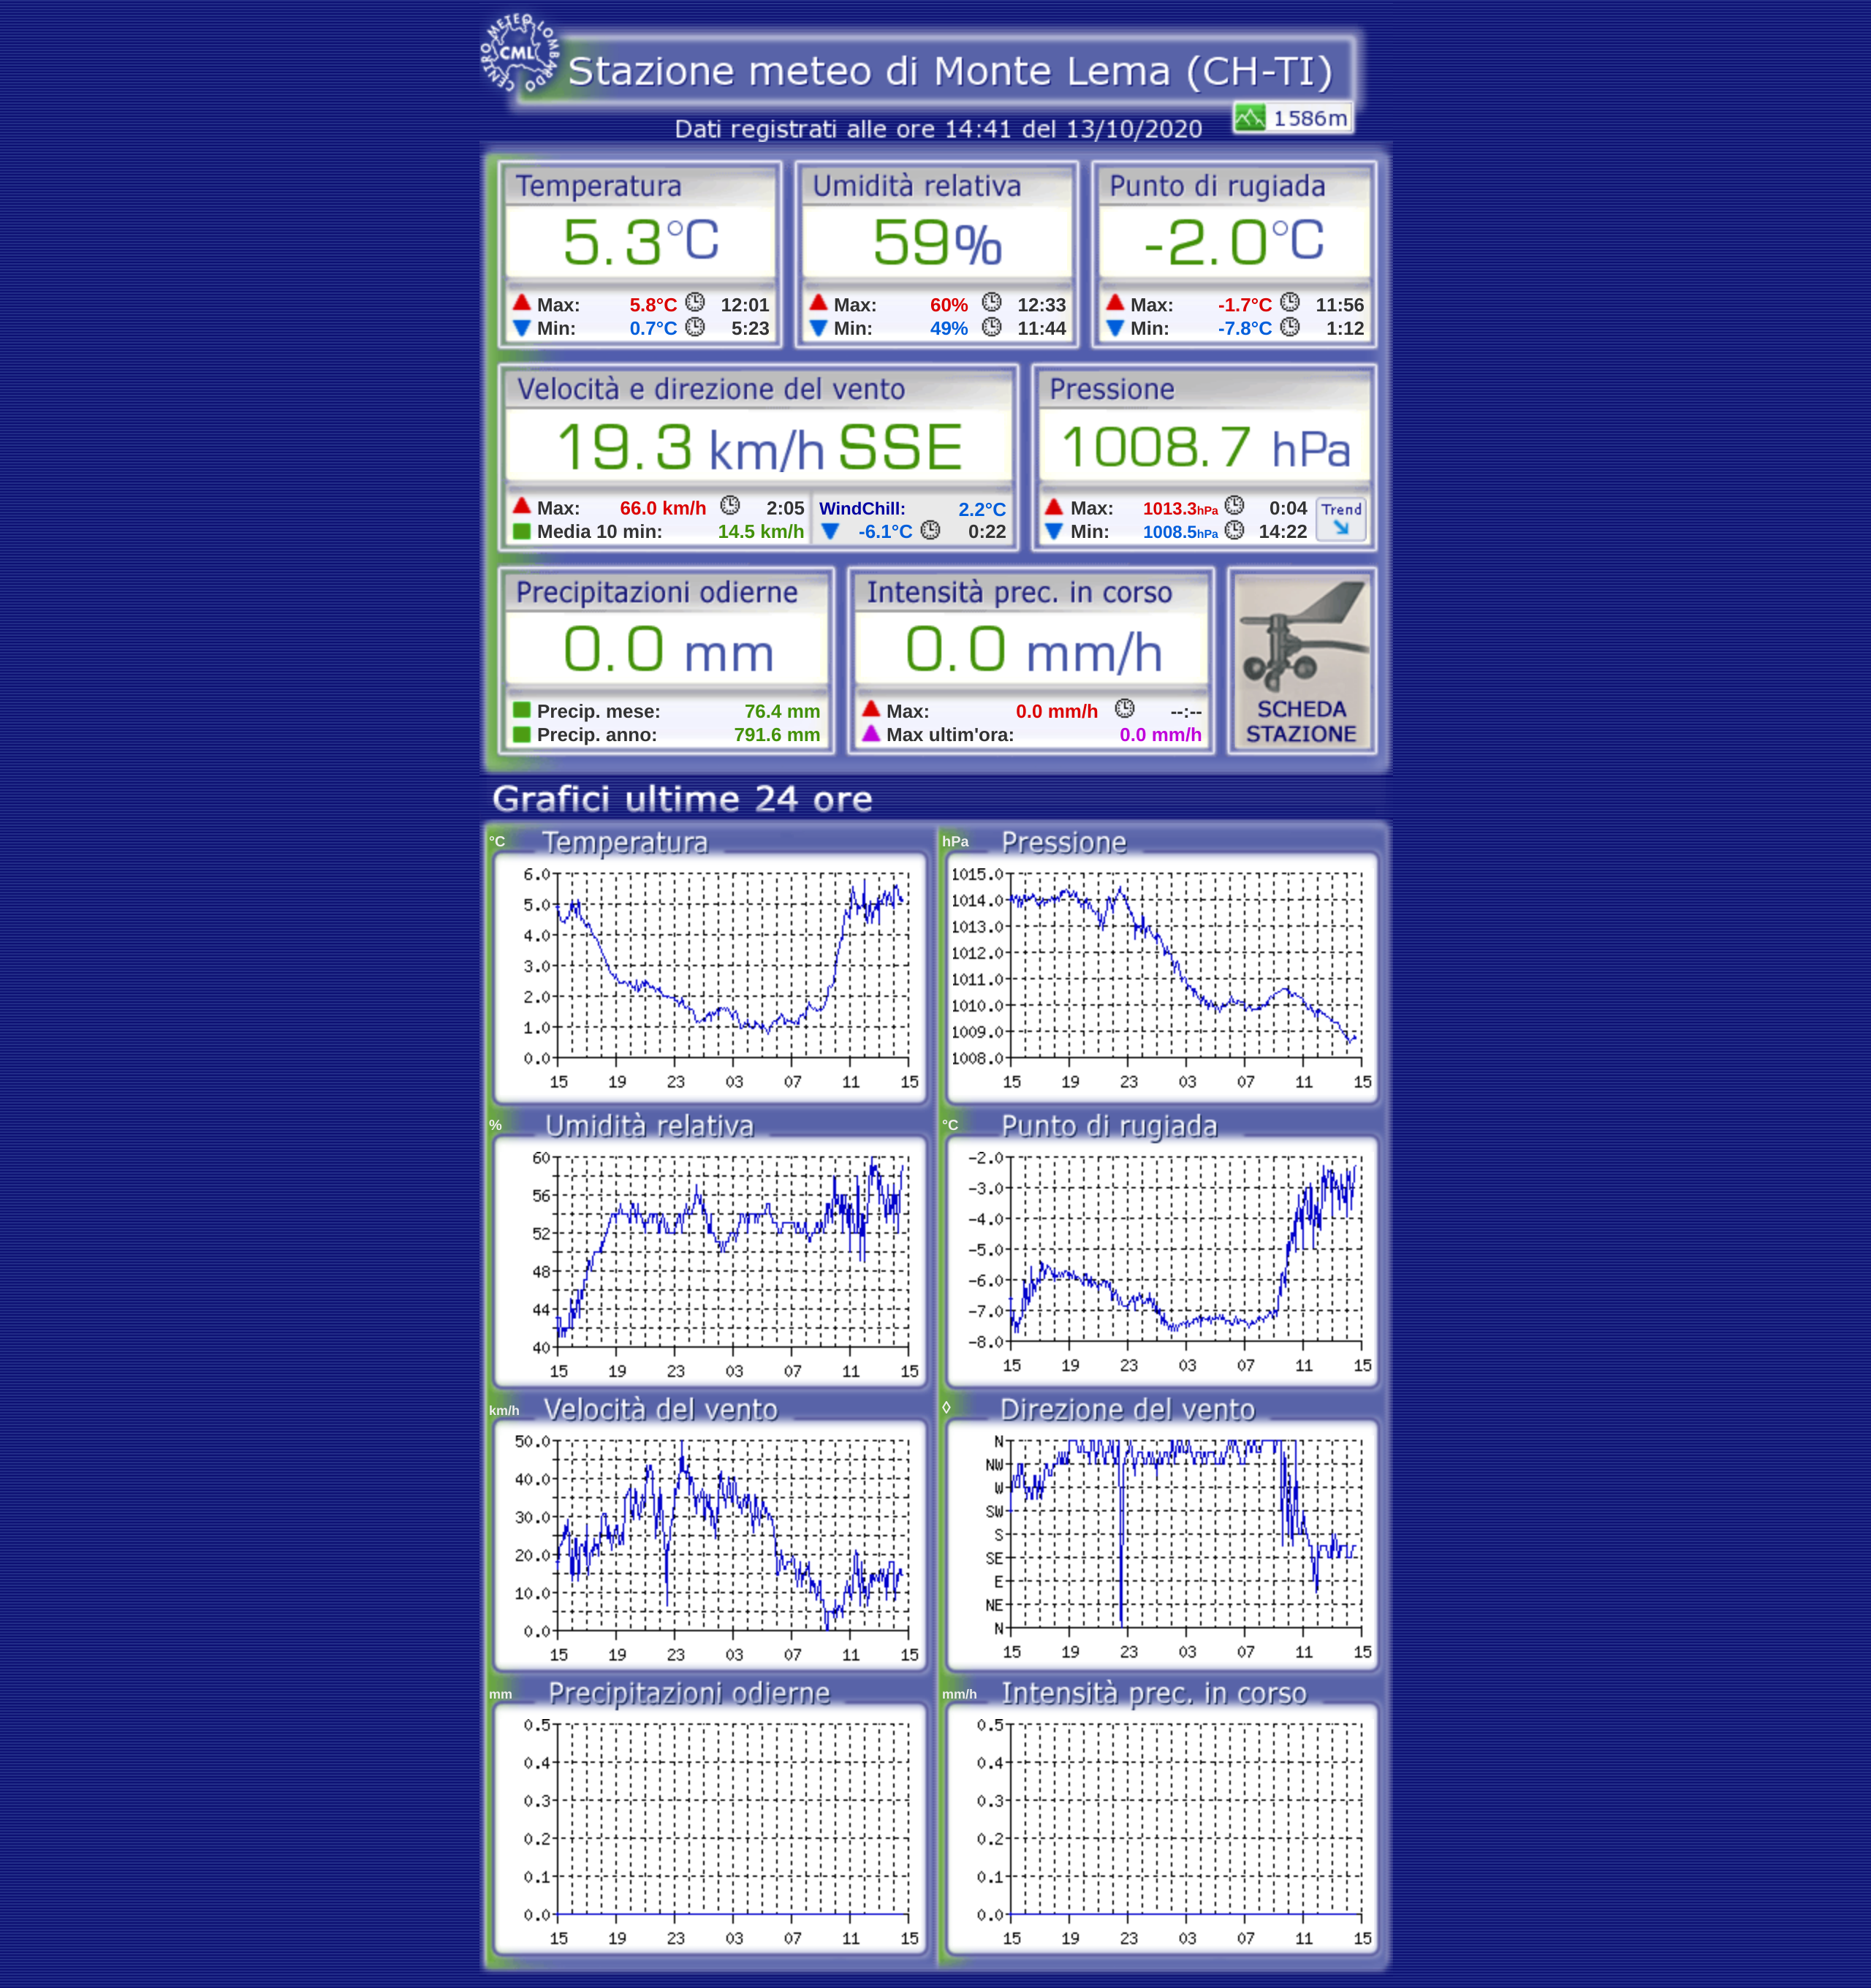 CENTRO METEO LOMBARDO
CML
Stazione meteo di Monte Lema (CH-TI)
1586m
Dati registrati alle ore 14:41 del 13/10/2020
Temperatura
5.3°C
Max: 5.8°C 12:01
Min: 0.7°C 5:23
Umidità relativa
59%
Max: 60% 12:33
Min: 49% 11:44
Punto di rugiada
-2.0°C
Max: -1.7°C 11:56
Min: -7.8°C 1:12
Velocità e direzione del vento
19.3 km/h SSE
Max: 66.0 km/h 2:05
Media 10 min: 14.5 km/h
WindChill: 2.2°C
-6.1°C 0:22
Pressione
1008.7 hPa
Max: 1013.3hPa 0:04
Min: 1008.5hPa 14:22
Trend
Precipitazioni odierne
0.0 mm
Precip. mese: 76.4 mm
Precip. anno: 791.6 mm
Intensità prec. in corso
0.0 mm/h
Max: 0.0 mm/h --:--
Max ultim'ora: 0.0 mm/h
SCHEDA
STAZIONE
Grafici ultime 24 ore
°C Temperatura
6.0
5.0
4.0
3.0
2.0
1.0
0.0
15 19 23 03 07 11 15
hPa Pressione
1015.0
1014.0
1013.0
1012.0
1011.0
1010.0
1009.0
1008.0
15 19 23 03 07 11 15
% Umidità relativa
60
56
52
48
44
40
15 19 23 03 07 11 15
°C Punto di rugiada
-2.0
-3.0
-4.0
-5.0
-6.0
-7.0
-8.0
15 19 23 03 07 11 15
km/h Velocità del vento
50.0
40.0
30.0
20.0
10.0
0.0
15 19 23 03 07 11 15
◊ Direzione del vento
N
NW
W
SW
S
SE
E
NE
N
15 19 23 03 07 11 15
mm Precipitazioni odierne
0.5
0.4
0.3
0.2
0.1
0.0
15 19 23 03 07 11 15
mm/h Intensità prec. in corso
0.5
0.4
0.3
0.2
0.1
0.0
15 19 23 03 07 11 15